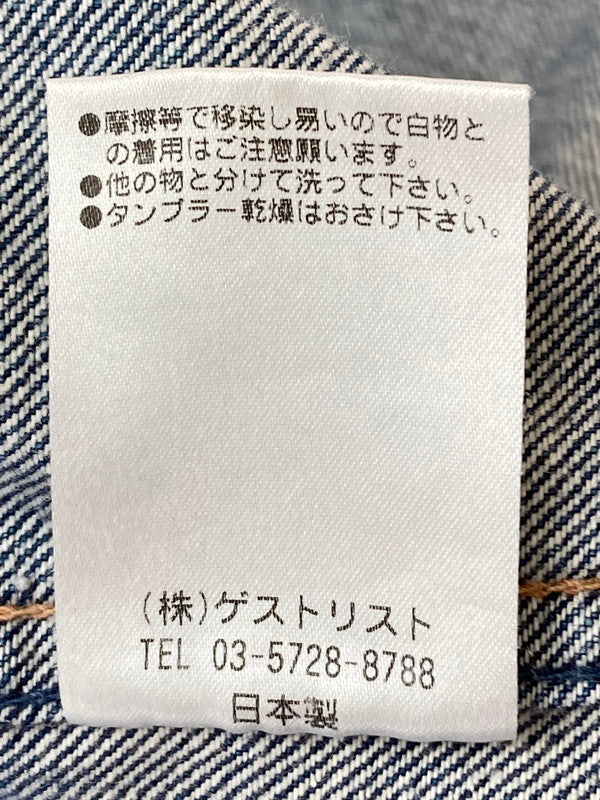 ●摩擦等で移染し易いので白物と
の着用はご注意願います。
●他の物と分けて洗って下さい。
●タンブラー乾燥はおさけ下さい。
(株)ゲストリスト
TEL 03-5728-8788
日本製